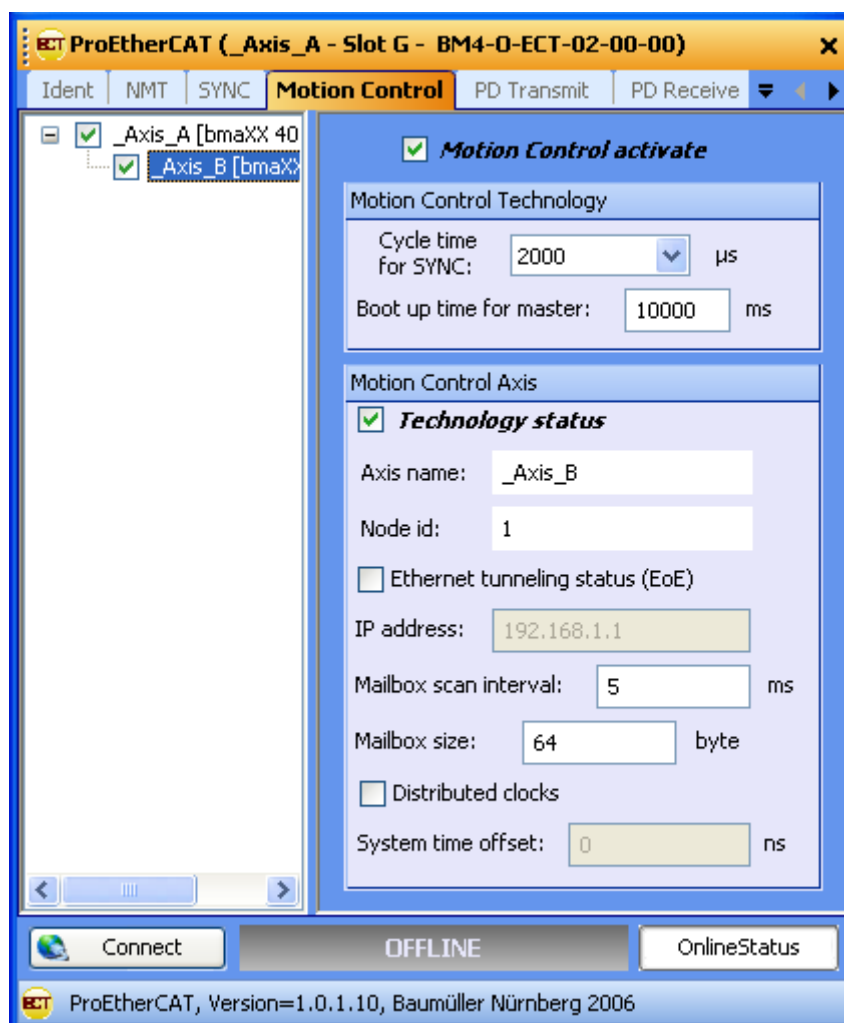 ECT ProEtherCAT (_Axis_A - Slot G - BM4-O-ECT-02-00-00)
Ident NMT SYNC Motion Control PD Transmit PD Receive
_Axis_A [bmaXX 40
_Axis_B [bmaXX
Motion Control activate
Motion Control Technology
Cycle time
for SYNC: 2000 µs
Boot up time for master: 10000 ms
Motion Control Axis
Technology status
Axis name: _Axis_B
Node id: 1
Ethernet tunneling status (EoE)
IP address: 192.168.1.1
Mailbox scan interval: 5 ms
Mailbox size: 64 byte
Distributed clocks
System time offset: 0 ns
Connect OFFLINE OnlineStatus
ECT ProEtherCAT, Version=1.0.1.10, Baumüller Nürnberg 2006